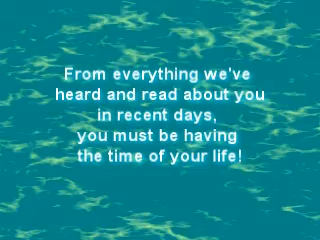 From everything we've
heard and read about you
in recent days,
you must be having
the time of your life!